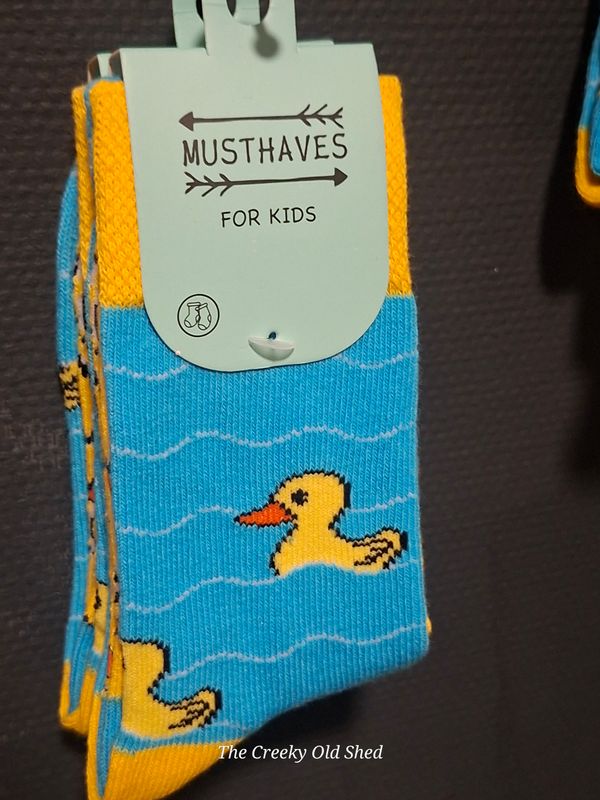 MUSTHAVES
FOR KIDS
The Creeky Old Shed